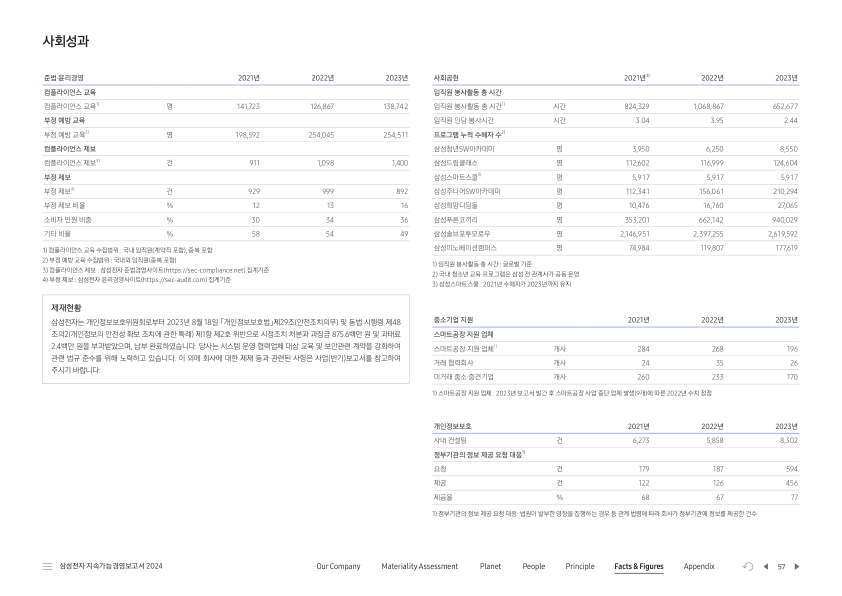 사회성과
준법·윤리경영 2021년 2022년 2023년
컴플라이언스 교육
컴플라이언스 교육1) 명 141,723 126,867 138,742
부정 예방 교육
부정 예방 교육2) 명 198,592 254,045 254,511
컴플라이언스 제보
컴플라이언스 제보3) 건 911 1,098 1,400
부정 제보
부정 제보4) 건 929 999 892
부정 제보 비율 % 12 13 16
소비자 민원 비중 % 30 34 36
기타 비율 % 58 54 49
1) 컴플라이언스 교육 수집범위 : 국내 임직원(계약직 포함), 중복 포함
2) 부정 예방 교육 수집범위 : 국내외 임직원(중복 포함)
3) 컴플라이언스 제보 : 삼성전자 준법경영사이트(https://sec-compliance.net) 집계기준
4) 부정 제보 : 삼성전자 윤리경영사이트(https://sec-audit.com) 집계기준
제재현황
삼성전자는 개인정보보호위원회로부터 2023년 8월 18일 「개인정보보호법」제29조(안전조치의무) 및 동법 시행령 제48
조의2(개인정보의 안전성 확보 조치에 관한 특례) 제1항 제2호 위반으로 시정조치 처분과 과징금 875.6백만 원 및 과태료
2.4백만 원을 부과받았으며, 납부 완료하였습니다. 당사는 시스템 운영 협력업체 대상 교육 및 보안관련 계약을 강화하여
관련 법규 준수를 위해 노력하고 있습니다. 이 외에 회사에 대한 제재 등과 관련된 사항은 사업(반기)보고서를 참고하여
주시기 바랍니다.
사회공헌 2021년4) 2022년 2023년
임직원 봉사활동 총 시간
임직원 봉사활동 총 시간1) 시간 824,329 1,068,867 652,677
임직원 인당 봉사시간 시간 3.04 3.95 2.44
프로그램 누적 수혜자 수2)
삼성청년SW아카데미 명 3,950 6,250 8,550
삼성드림클래스 명 112,602 116,999 124,604
삼성스마트스쿨3) 명 5,917 5,917 5,917
삼성주니어SW아카데미 명 112,341 156,061 210,294
삼성희망디딤돌 명 10,476 16,760 27,065
삼성푸른코끼리 명 353,201 662,142 940,029
삼성솔브포투모로우 명 2,146,951 2,397,255 2,619,592
삼성이노베이션캠퍼스 명 74,984 119,807 177,619
1) 임직원 봉사활동 총 시간 : 글로벌 기준
2) 국내 청소년 교육 프로그램은 삼성 전 관계사가 공동 운영
3) 삼성스마트스쿨 : 2021년 수혜자가 2023년까지 유지
중소기업 지원 2021년 2022년 2023년
스마트공장 지원 업체
스마트공장 지원 업체1) 개사 284 268 196
거래 협력회사 개사 24 35 26
미거래 중소·중견기업 개사 260 233 170
1) 스마트공장 지원 업체 : 2023년 보고서 발간 후 스마트공장 사업 중단 업체 발생(9개)에 따른 2022년 수치 정정
개인정보보호 2021년 2022년 2023년
사내 컨설팅 건 6,273 5,858 8,302
정부기관의 정보 제공 요청 대응1)
요청 건 179 187 594
제공 건 122 126 456
제공율 % 68 67 77
1) 정부기관의 정보 제공 요청 대응: 법원이 발부한 영장을 집행하는 경우 등 관계 법령에 따라 회사가 정부기관에 정보를 제공한 건수
삼성전자 지속가능경영보고서 2024 Our Company Materiality Assessment Planet People Principle Facts & Figures Appendix 57